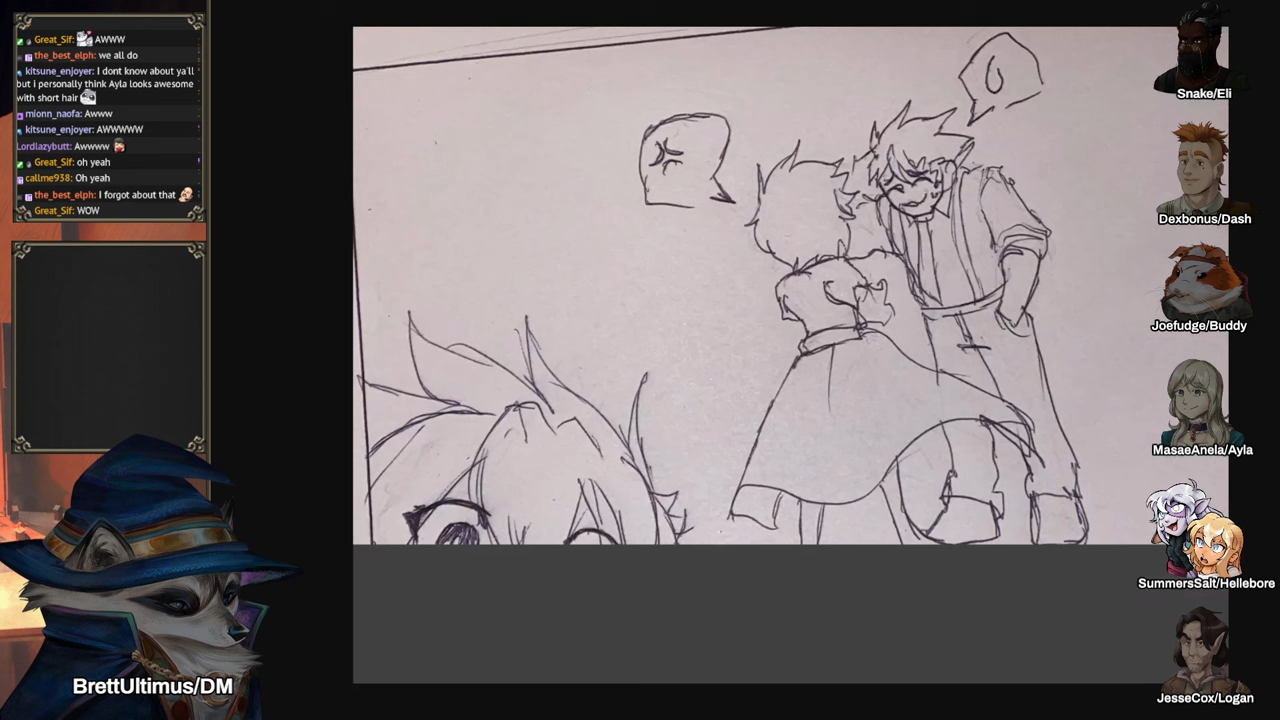 Great_Sif: AWWW
the_best_elph: we all do
kitsune_enjoyer: I dont know about ya'll
but i personally think Ayla looks awesome
with short hair
mionn_naofa: Awww
kitsune_enjoyer: AWWWWW
Lordlazybutt: Awwww
Great_Sif: oh yeah
callme938: Oh yeah
the_best_elph: I forgot about that
Great_Sif: WOW
BrettUltimus/DM
Snake/Eli
Dexbonus/Dash
Joefudge/Buddy
MasaeAnela/Ayla
SummersSalt/Hellebore
JesseCox/Logan